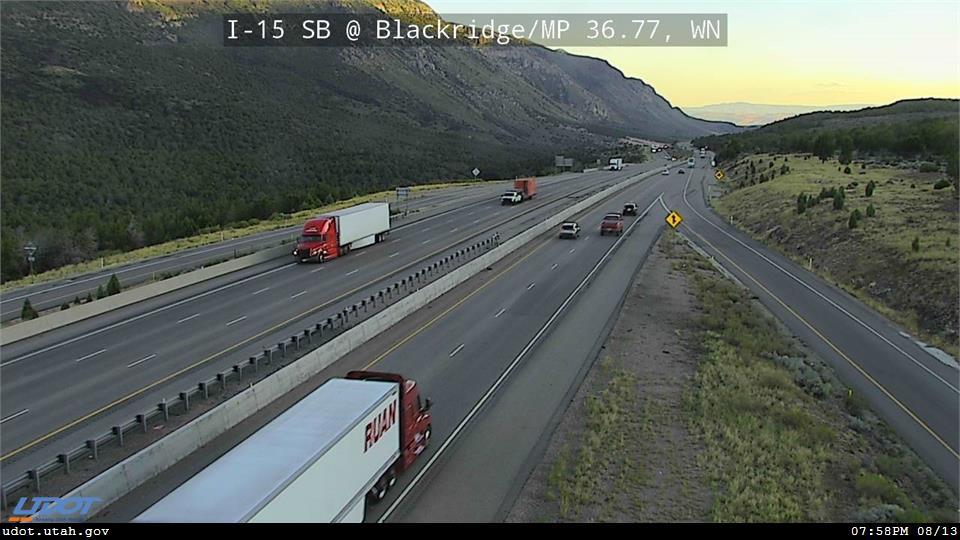 I-15 SB @ Blackridge/MP 36.77, WN
RUAN
UDOT
udot.utah.gov
07:58PM 08/13